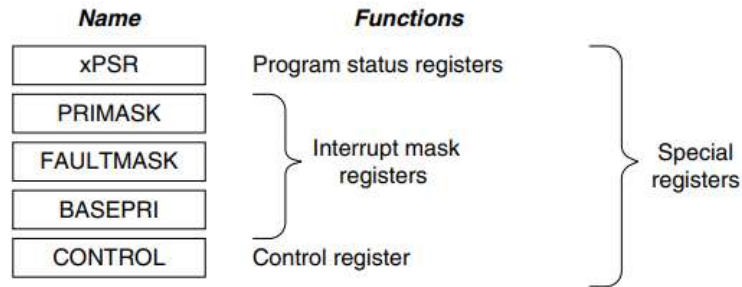 Name Functions
xPSR Program status registers
PRIMASK
FAULTMASK
Interrupt mask
registers
BASEPRI
CONTROL Control register
Special
registers